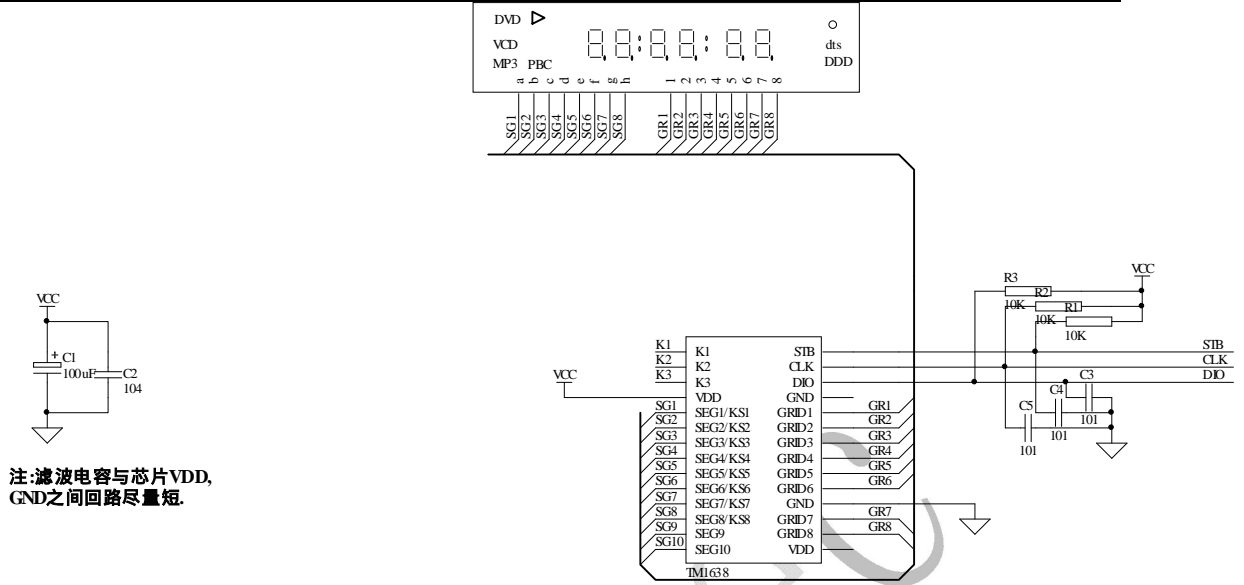 DVD
VCD
MP3 PBC
dts
DDD
a b c d e f g h 1 2 3 4 5 6 7 8
SG1 SG2 SG3 SG4 SG5 SG6 SG7 SG8 GR1 GR2 GR3 GR4 GR5 GR6 GR7 GR8
VCC
C1
100uF
C2
104
注:滤波电容与芯片VDD,
GND之间回路尽量短.
VCC
R3
10K
R2
10K
R1
10K
VCC
K1 K1 STB STB
K2 K2 CLK CLK
K3 K3 DIO DIO
VDD GND
SG1 SEG1/KS1 GRID1 GR1
SG2 SEG2/KS2 GRID2 GR2
SG3 SEG3/KS3 GRID3 GR3
SG4 SEG4/KS4 GRID4 GR4
SG5 SEG5/KS5 GRID5 GR5
SG6 SEG6/KS6 GRID6 GR6
SG7 SEG7/KS7 GND
SG8 SEG8/KS8 GRID7 GR7
SG9 SEG9 GRID8 GR8
SG10 SEG10 VDD
TM1638
C3
101
C4
101
C5
101